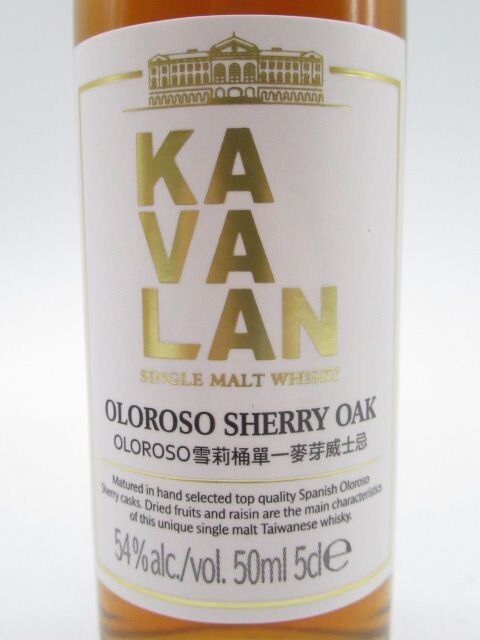 KA
VA
LAN
SINGLE MALT WHISKY
OLOROSO SHERRY OAK
OLOROSO雪莉桶單一麥芽威士忌
Matured in hand selected top quality Spanish Oloroso
Sherry casks. Dried fruits and raisin are the main characteristics
of this unique single malt Taiwanese whisky.
54%alc./vol. 50ml 5cl℮